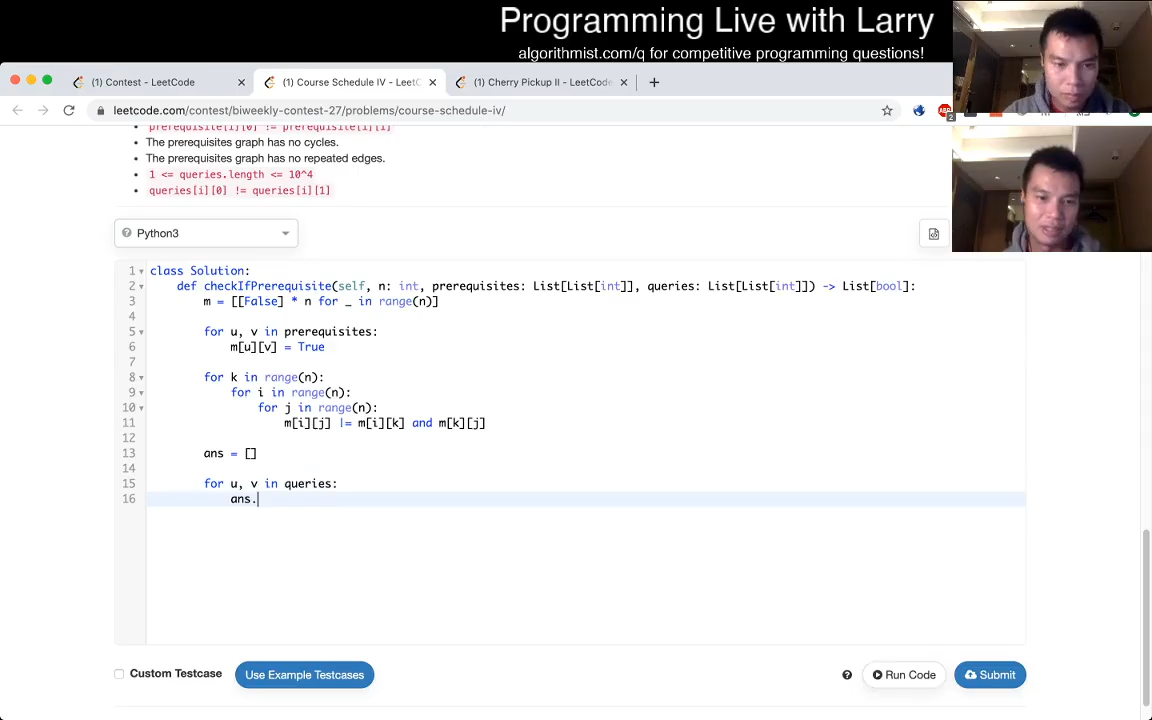 Programming Live with Larry
algorithmist.com/q for competitive programming questions!
(1) Contest - LeetCode
(1) Course Schedule IV - LeetC
(1) Cherry Pickup II - LeetCode
leetcode.com/contest/biweekly-contest-27/problems/course-schedule-iv/
2
prerequisite[i][0] != prerequisite[i][1]
The prerequisites graph has no cycles.
The prerequisites graph has no repeated edges.
1 <= queries.length <= 10^4
queries[i][0] != queries[i][1]
Python3
1 class Solution:
2 def checkIfPrerequisite(self, n: int, prerequisites: List[List[int]], queries: List[List[int]]) -> List[bool]:
3 m = [[False] * n for _ in range(n)]
4
5 for u, v in prerequisites:
6 m[u][v] = True
7
8 for k in range(n):
9 for i in range(n):
10 for j in range(n):
11 m[i][j] |= m[i][k] and m[k][j]
12
13 ans = []
14
15 for u, v in queries:
16 ans.
Custom Testcase
Use Example Testcases
Run Code
Submit